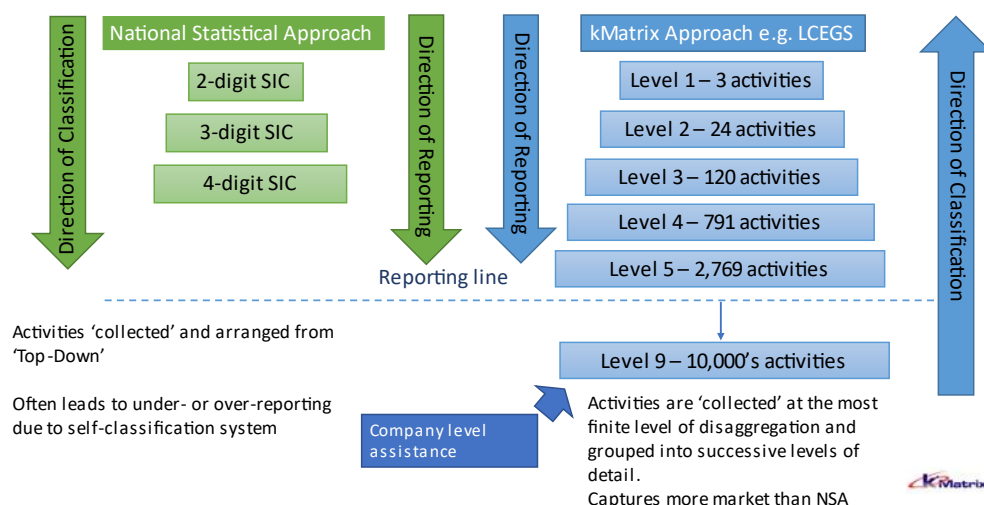 National Statistical Approach
kMatrix Approach e.g. LCEGS
Direction of Classification
2-digit SIC
3-digit SIC
4-digit SIC
Direction of Reporting
Direction of Reporting
Level 1 – 3 activities
Level 2 – 24 activities
Level 3 – 120 activities
Level 4 – 791 activities
Level 5 – 2,769 activities
Direction of Classification
Reporting line
Activities ‘collected’ and arranged from
‘Top-Down’
Often leads to under- or over-reporting
due to self-classification system
Level 9 – 10,000’s activities
Company level
assistance
Activities are ‘collected’ at the most
finite level of disaggregation and
grouped into successive levels of
detail.
Captures more market than NSA
kMatrix